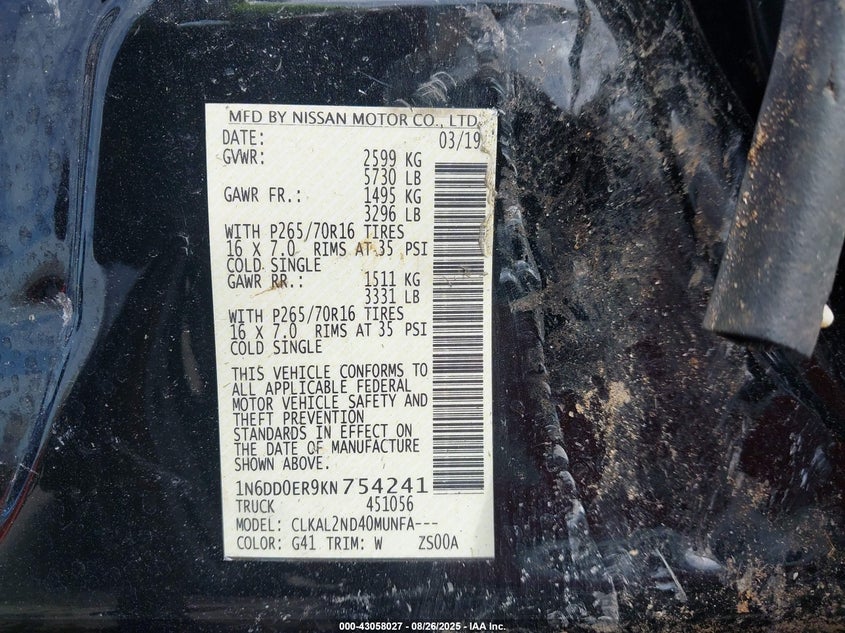 MFD BY NISSAN MOTOR CO., LTD.
DATE: 03/19
GVWR: 2599 KG
5730 LB
GAWR FR.: 1495 KG
3296 LB
WITH P265/70R16 TIRES
16 X 7.0 RIMS AT 35 PSI
COLD SINGLE
GAWR RR.: 1511 KG
3331 LB
WITH P265/70R16 TIRES
16 X 7.0 RIMS AT 35 PSI
COLD SINGLE
THIS VEHICLE CONFORMS TO
ALL APPLICABLE FEDERAL
MOTOR VEHICLE SAFETY AND
THEFT PREVENTION
STANDARDS IN EFFECT ON
THE DATE OF MANUFACTURE
SHOWN ABOVE.
1N6DD0ER9KN754241
TRUCK 451056
MODEL: CLKAL2ND40MUNFA---
COLOR: G41 TRIM: W ZS00A
000-43058027 - 08/26/2025 - IAA Inc.